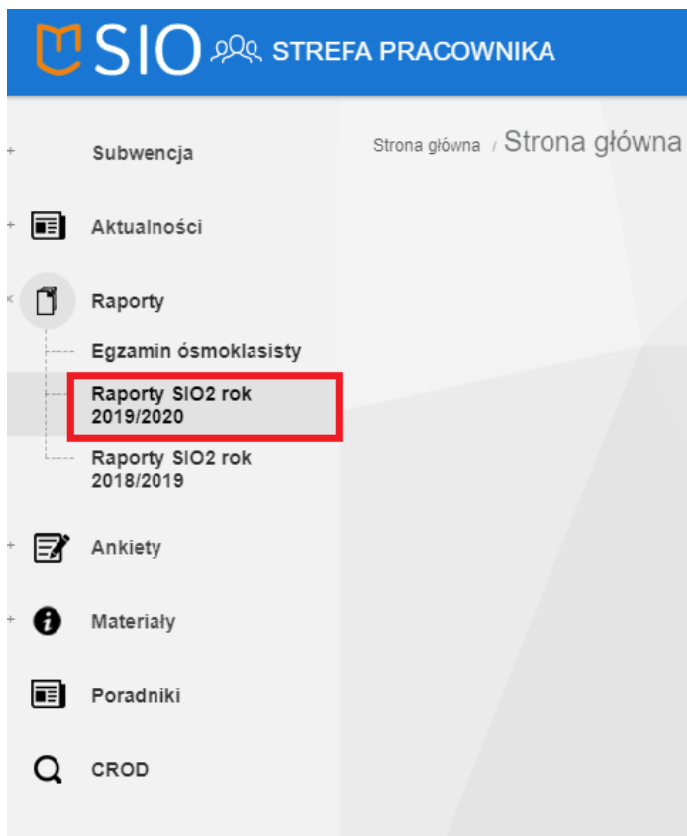 SIO STREFA PRACOWNIKA
Strona główna / Strona główna
Subwencja
Aktualności
Raporty
Egzamin ósmoklasisty
Raporty SIO2 rok
2019/2020
Raporty SIO2 rok
2018/2019
Ankiety
Materiały
Poradniki
CROD